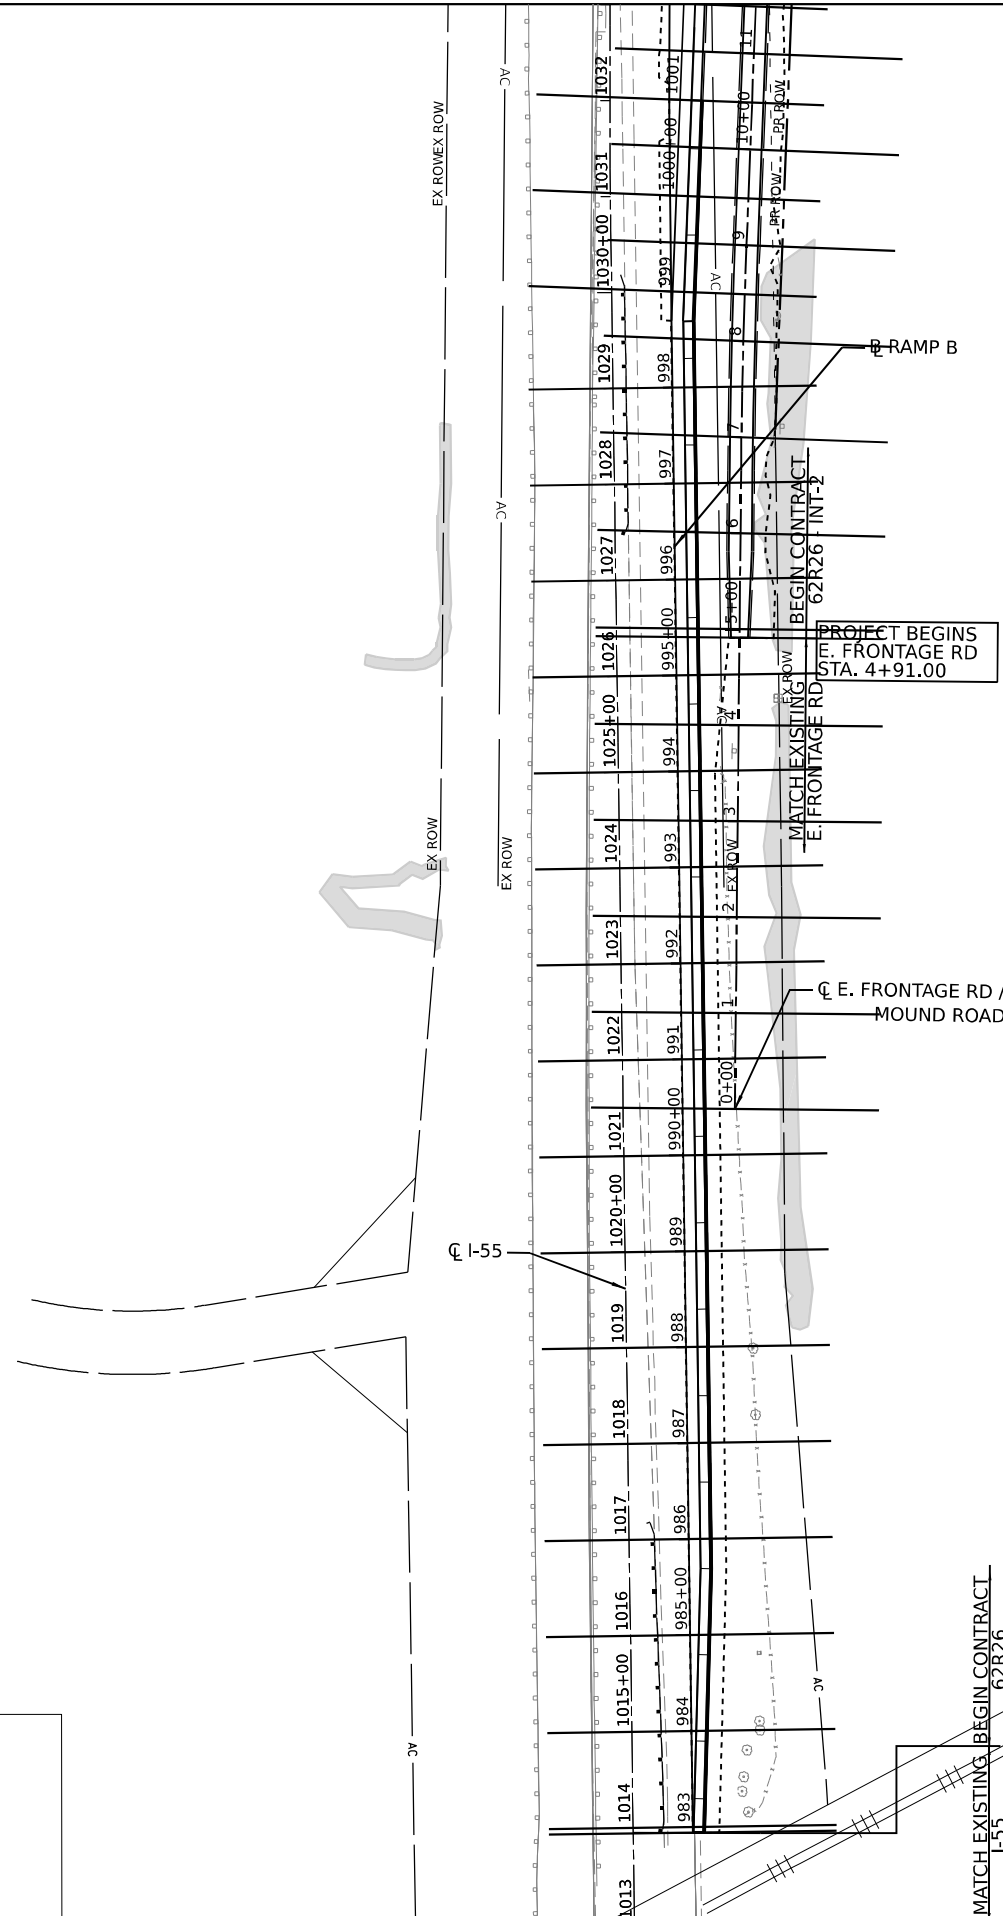 1032
1031
1030+00
1029
1028
1027
1026
1025+00
1024
1023
1022
1021
1020+00
1019
1018
1017
1016
1015+00
1014
1013
1001
1000+00
999
998
997
996
995+00
994
993
992
991
990+00
989
988
987
986
985+00
984
983
11
10+00
9
8
7
6
5+00
4
3
2
1
0+00
EX ROW
EX ROW
EX ROW
EX ROW
EX ROW
EX ROW
PR ROW
PR ROW
AC
AC
AC
AC
AC
AC
℄ RAMP B
BEGIN CONTRACT
62R26 - INT-2
MATCH EXISTING
E. FRONTAGE RD
PROJECT BEGINS
E. FRONTAGE RD
STA. 4+91.00
℄ E. FRONTAGE RD /
MOUND ROAD
℄ I-55
BEGIN CONTRACT
62R26
MATCH EXISTING
I-55